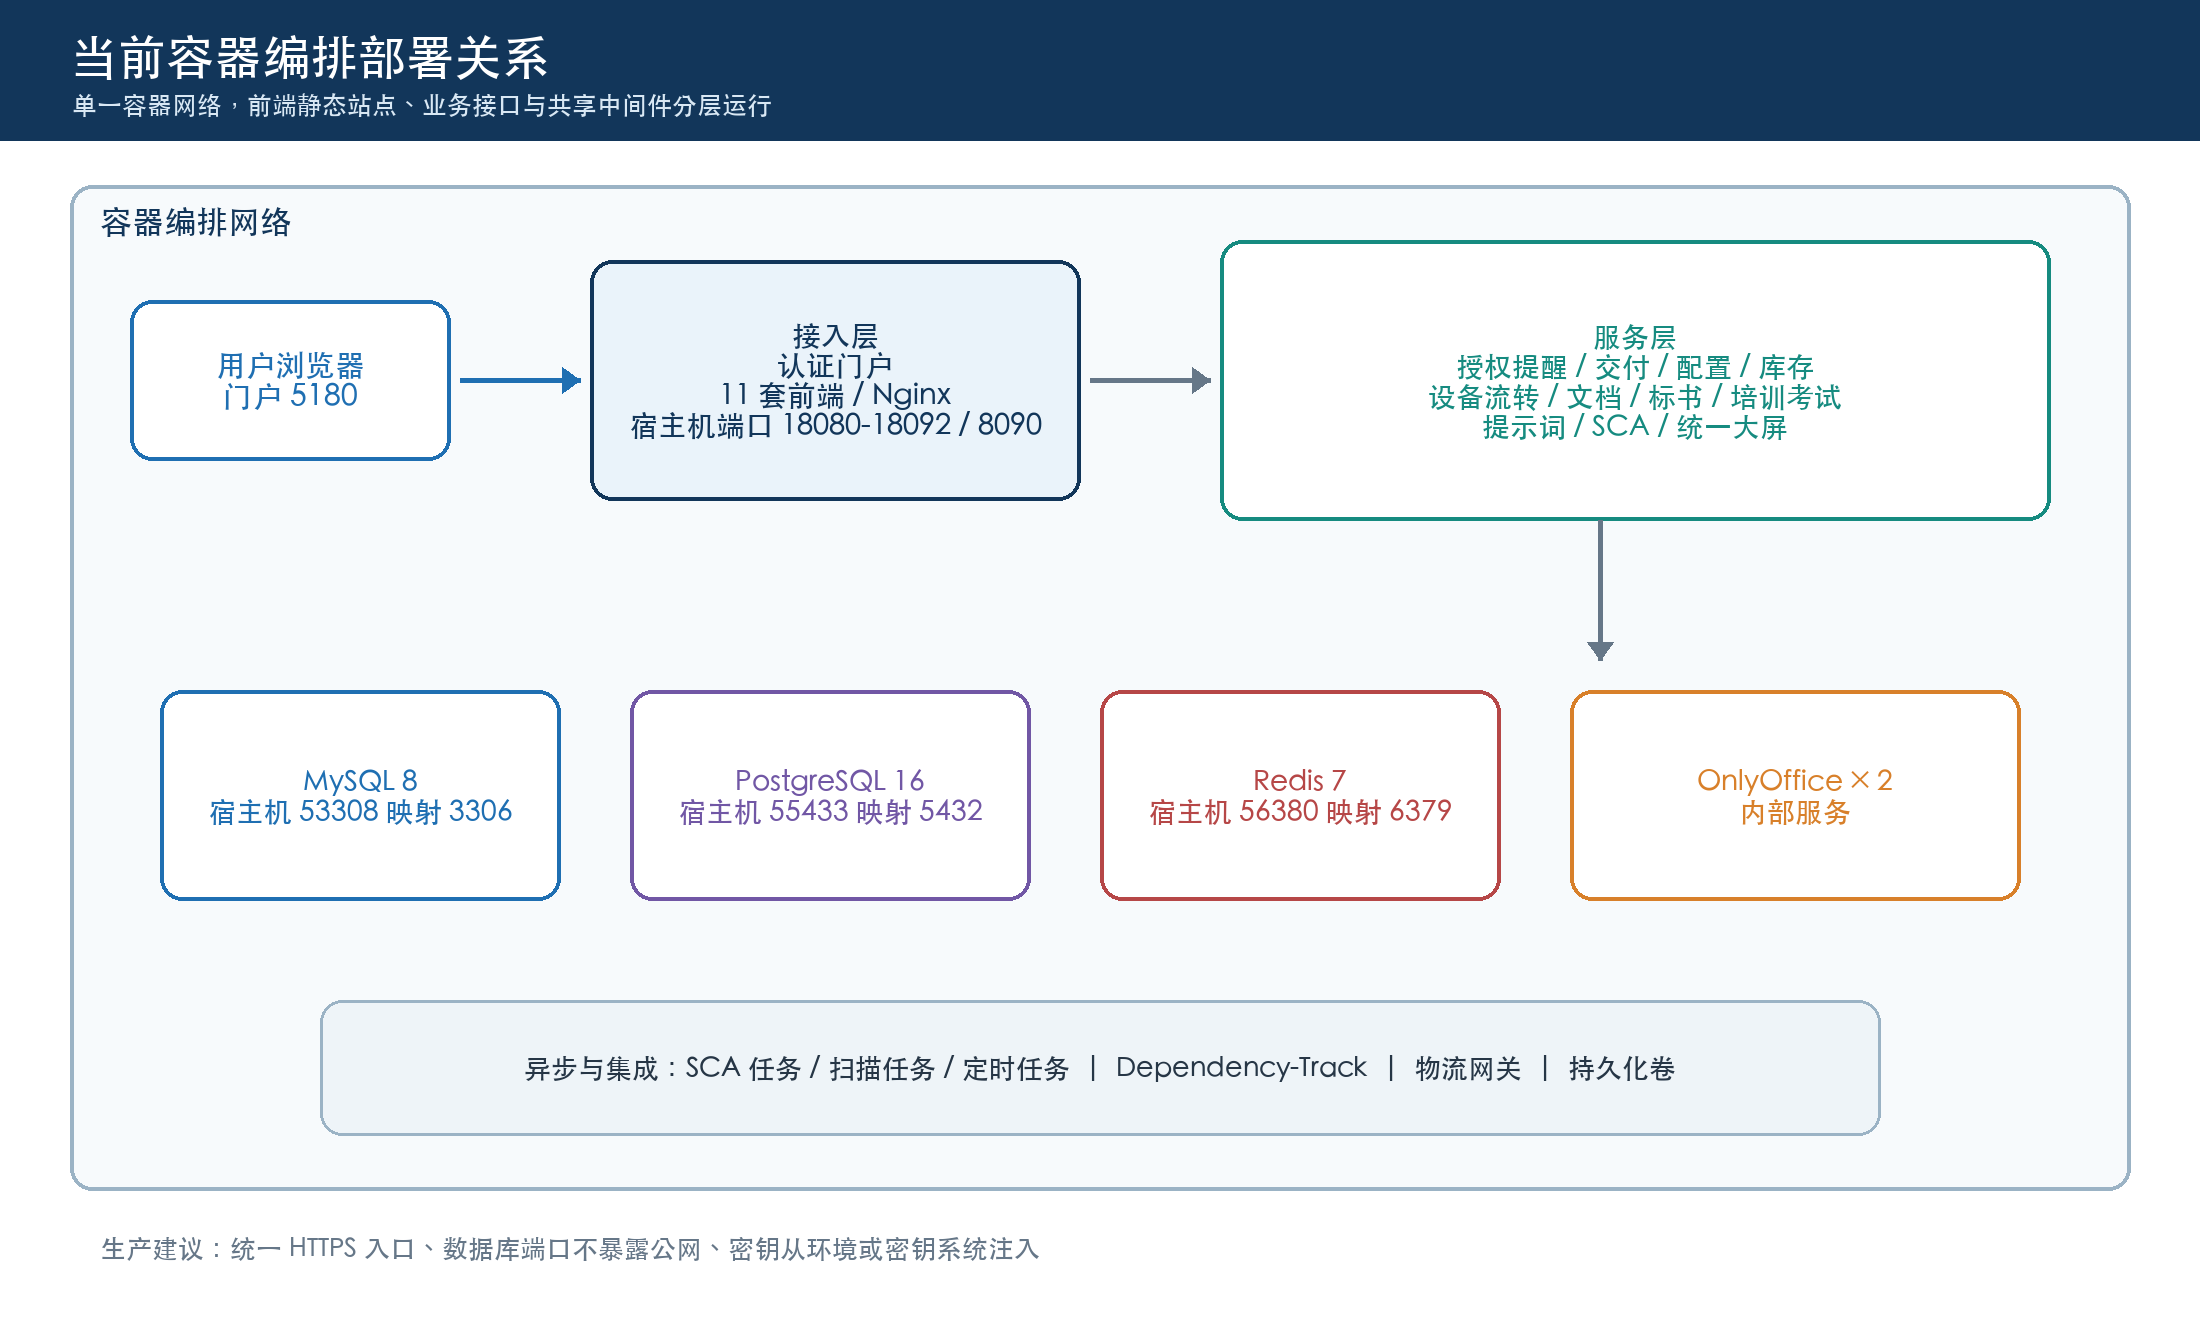 当前容器编排部署关系
单一容器网络，前端静态站点、业务接口与共享中间件分层运行
容器编排网络
用户浏览器
门户 5180
接入层
认证门户
11 套前端 / Nginx
宿主机端口 18080-18092 / 8090
服务层
授权提醒 / 交付 / 配置 / 库存
设备流转 / 文档 / 标书 / 培训考试
提示词 / SCA / 统一大屏
MySQL 8
宿主机 53308 映射 3306
PostgreSQL 16
宿主机 55433 映射 5432
Redis 7
宿主机 56380 映射 6379
OnlyOffice × 2
内部服务
异步与集成：SCA 任务 / 扫描任务 / 定时任务 | Dependency-Track | 物流网关 | 持久化卷
生产建议：统一 HTTPS 入口、数据库端口不暴露公网、密钥从环境或密钥系统注入